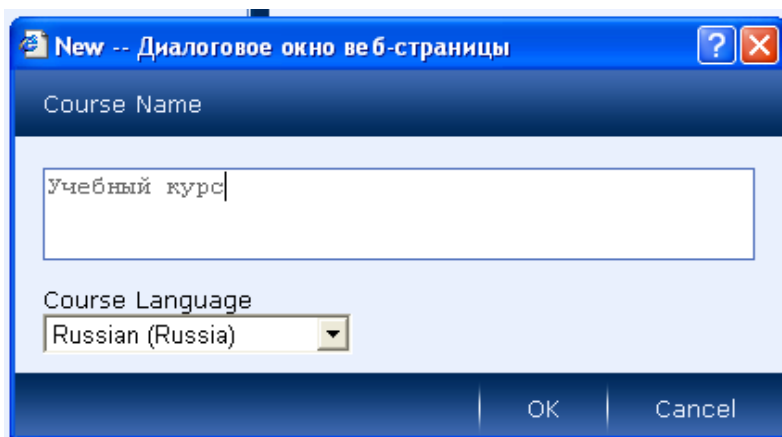 New -- Диалоговое окно веб-страницы
Course Name
Учебный курс
Course Language
Russian (Russia)
OK
Cancel